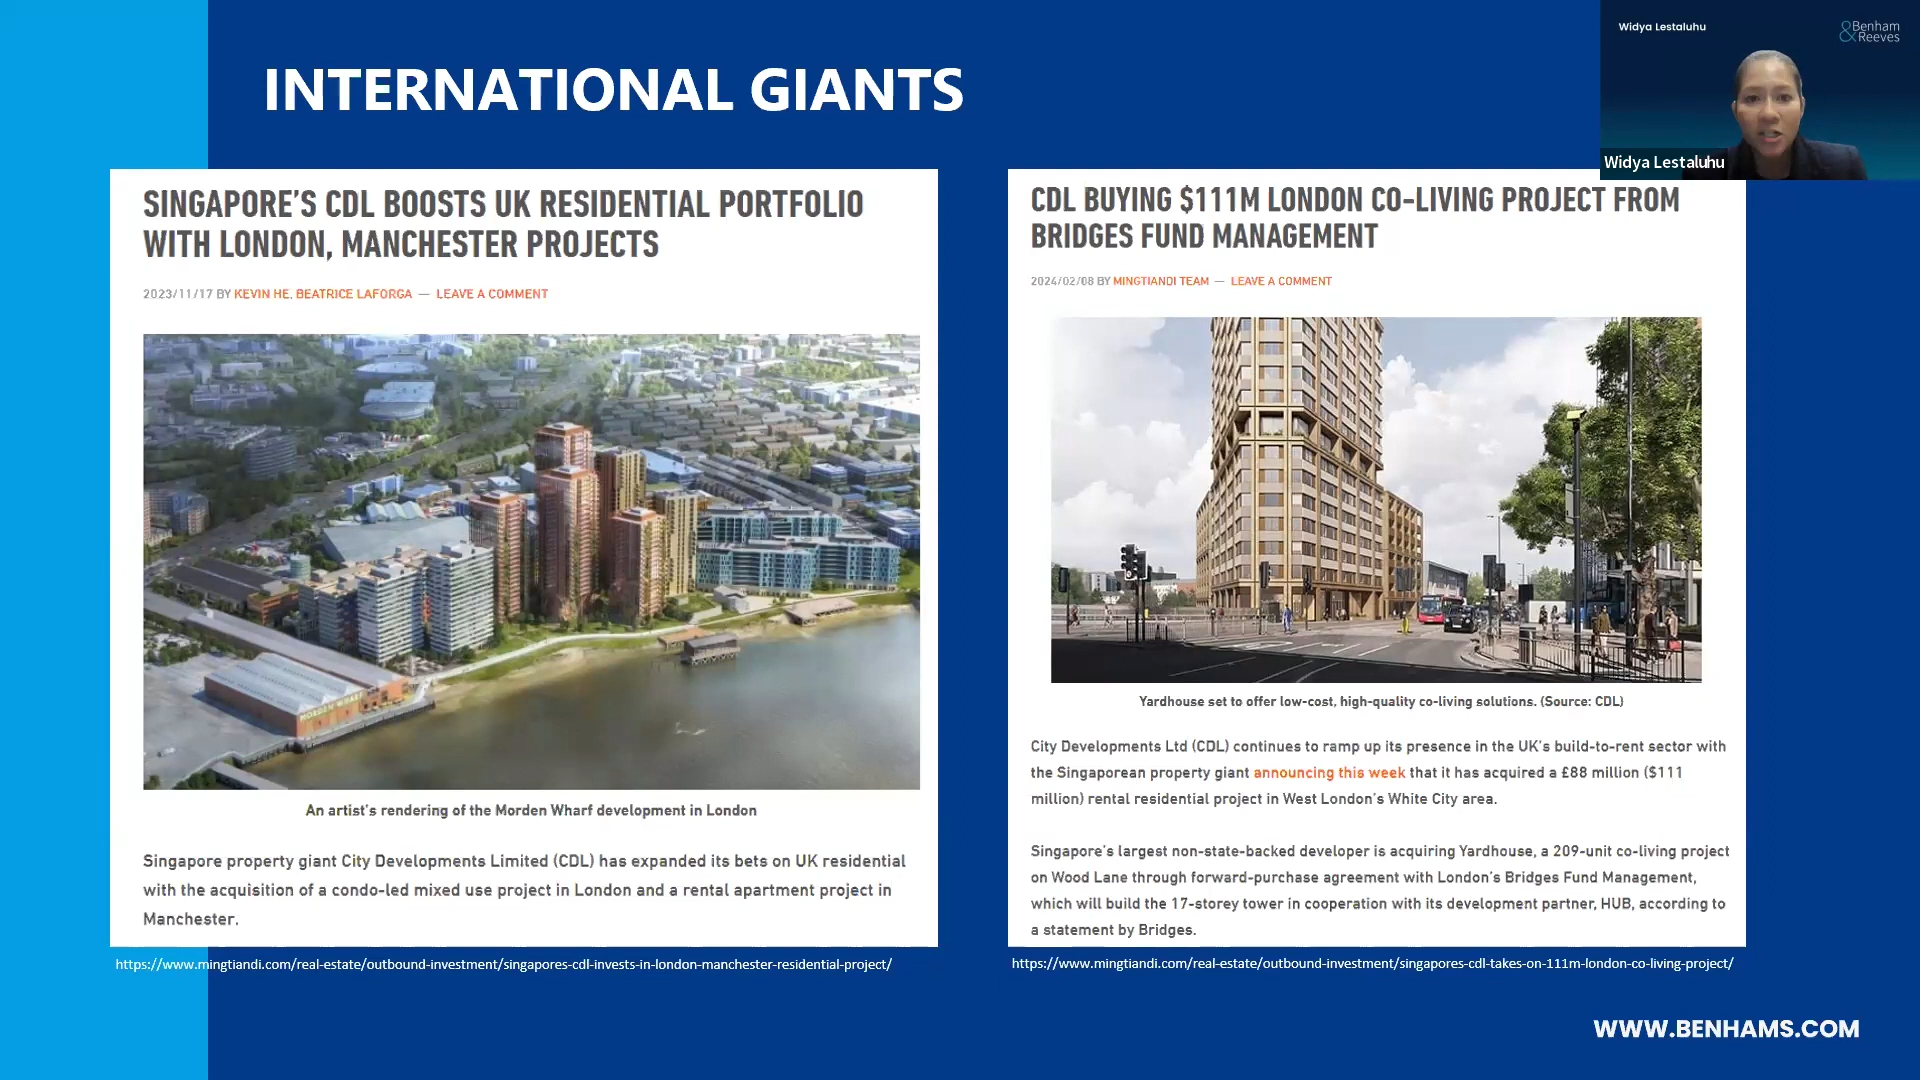 INTERNATIONAL GIANTS
Widya Lestaluhu
&Benham
Reeves
Widya Lestaluhu
SINGAPORE'S CDL BOOSTS UK RESIDENTIAL PORTFOLIO
WITH LONDON, MANCHESTER PROJECTS
2023/11/17 BY KEVIN HE, BEATRICE LAFORGA — LEAVE A COMMENT
MORDEN WHARF
An artist's rendering of the Morden Wharf development in London
Singapore property giant City Developments Limited (CDL) has expanded its bets on UK residential
with the acquisition of a condo-led mixed use project in London and a rental apartment project in
Manchester.
https://www.mingtiandi.com/real-estate/outbound-investment/singapores-cdl-invests-in-london-manchester-residential-project/
CDL BUYING $111M LONDON CO-LIVING PROJECT FROM
BRIDGES FUND MANAGEMENT
2024/02/08 BY MINGTIANDI TEAM — LEAVE A COMMENT
Yardhouse set to offer low-cost, high-quality co-living solutions. (Source: CDL)
City Developments Ltd (CDL) continues to ramp up its presence in the UK's build-to-rent sector with
the Singaporean property giant announcing this week that it has acquired a £88 million ($111
million) rental residential project in West London's White City area.
Singapore's largest non-state-backed developer is acquiring Yardhouse, a 209-unit co-living project
on Wood Lane through forward-purchase agreement with London's Bridges Fund Management,
which will build the 17-storey tower in cooperation with its development partner, HUB, according to
a statement by Bridges.
https://www.mingtiandi.com/real-estate/outbound-investment/singapores-cdl-takes-on-111m-london-co-living-project/
WWW.BENHAMS.COM